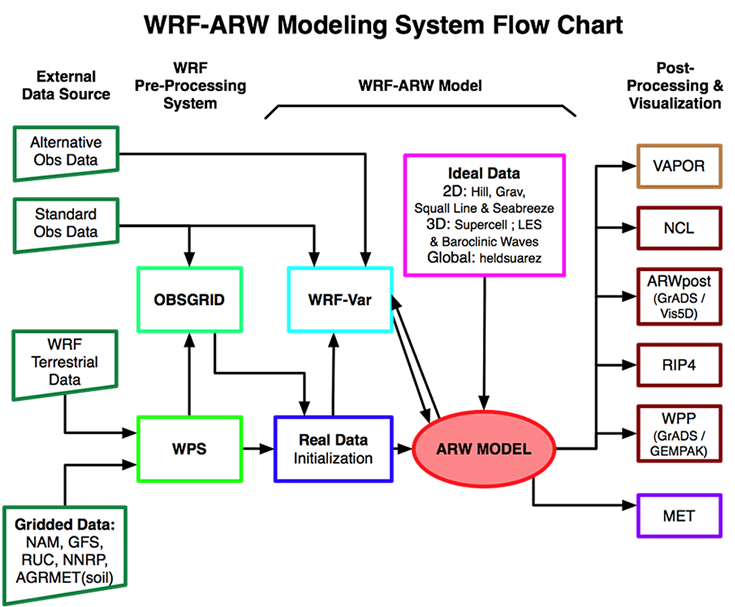 WRF-ARW Modeling System Flow Chart
External
Data Source
WRF
Pre-Processing
System
WRF-ARW Model
Post-
Processing &
Visualization
Alternative
Obs Data
Standard
Obs Data
WRF
Terrestrial
Data
Gridded Data:
NAM, GFS,
RUC, NNRP,
AGRMET(soil)
OBSGRID
WPS
WRF-Var
Real Data
Initialization
Ideal Data
2D: Hill, Grav,
Squall Line & Seabreeze
3D: Supercell ; LES
& Baroclinic Waves
Global: heldsuarez
ARW MODEL
VAPOR
NCL
ARWpost
(GrADS /
Vis5D)
RIP4
WPP
(GrADS /
GEMPAK)
MET